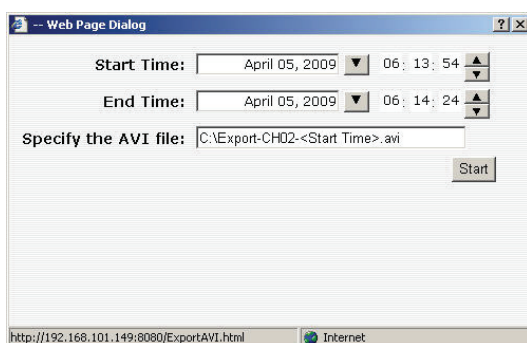 -- Web Page Dialog
Start Time: April 05, 2009 06: 13: 54
End Time: April 05, 2009 06: 14: 24
Specify the AVI file: C:\Export-CH02-<Start Time>.avi
Start
http://192.168.101.149:8080/ExportAVI.html Internet